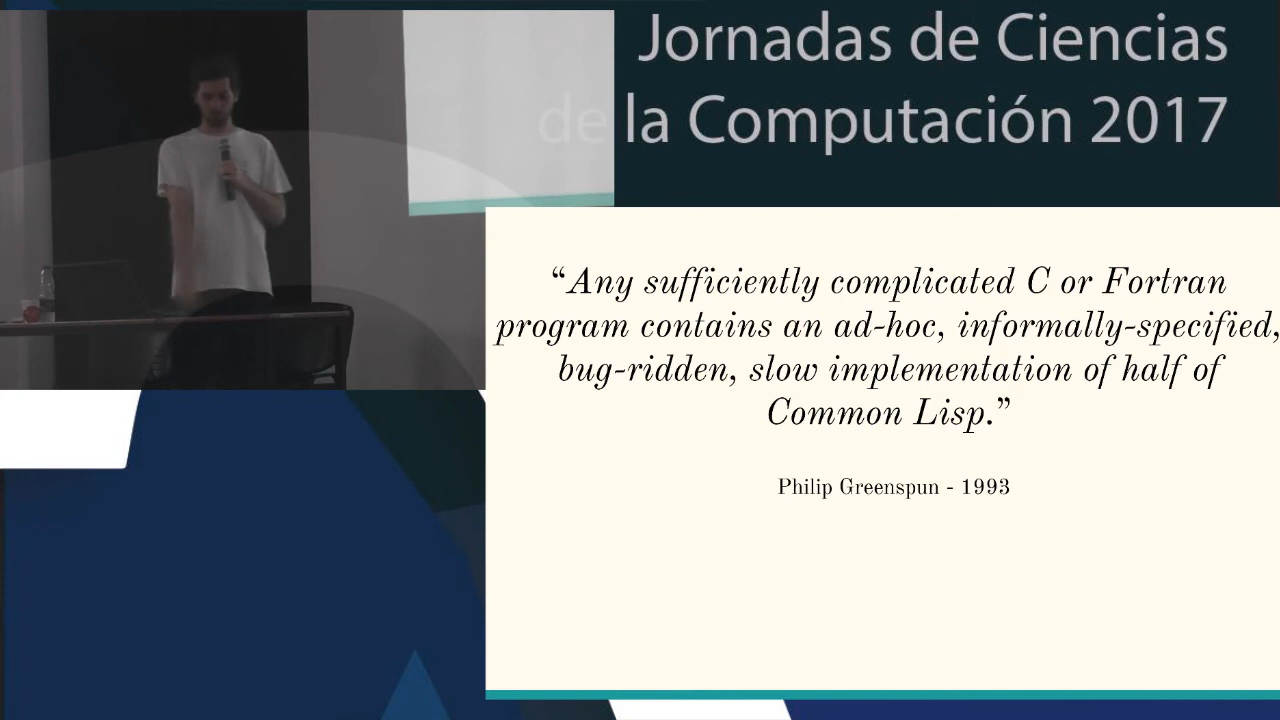 Jornadas de Ciencias
de la Computación 2017
“Any sufficiently complicated C or Fortran
program contains an ad-hoc, informally-specified,
bug-ridden, slow implementation of half of
Common Lisp.”
Philip Greenspun - 1993